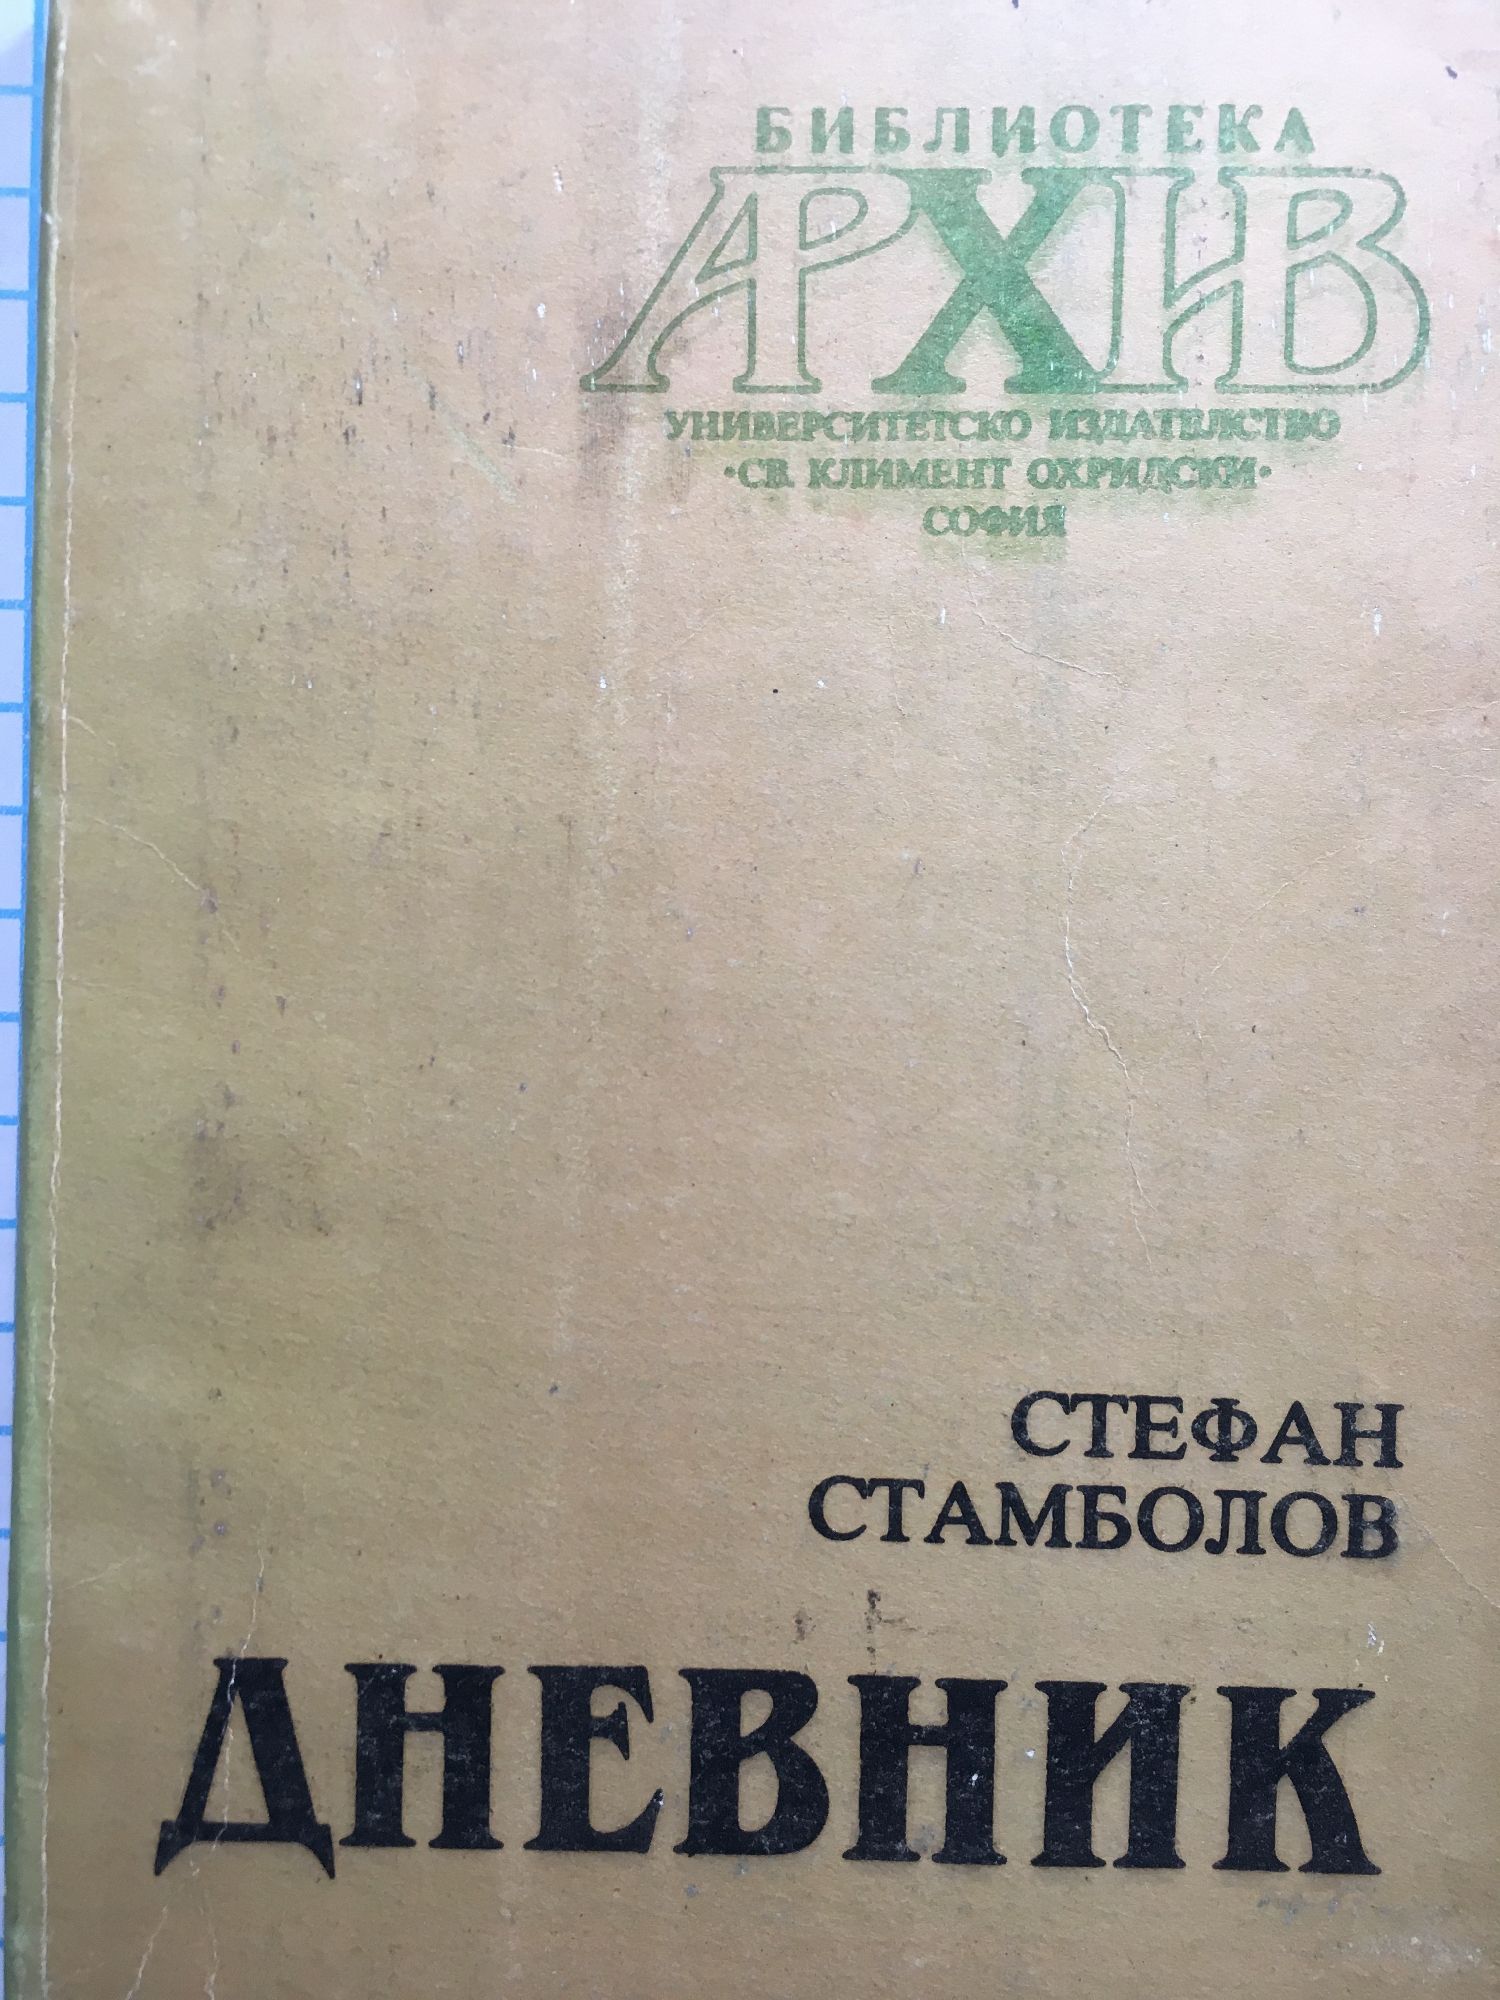 БИБЛИОТЕКА
АРХИВ
УНИВЕРСИТЕТСКО ИЗДАТЕЛСТВО
·СВ. КЛИМЕНТ ОХРИДСКИ·
СОФИЯ
СТЕФАН
СТАМБОЛОВ
ДНЕВНИК